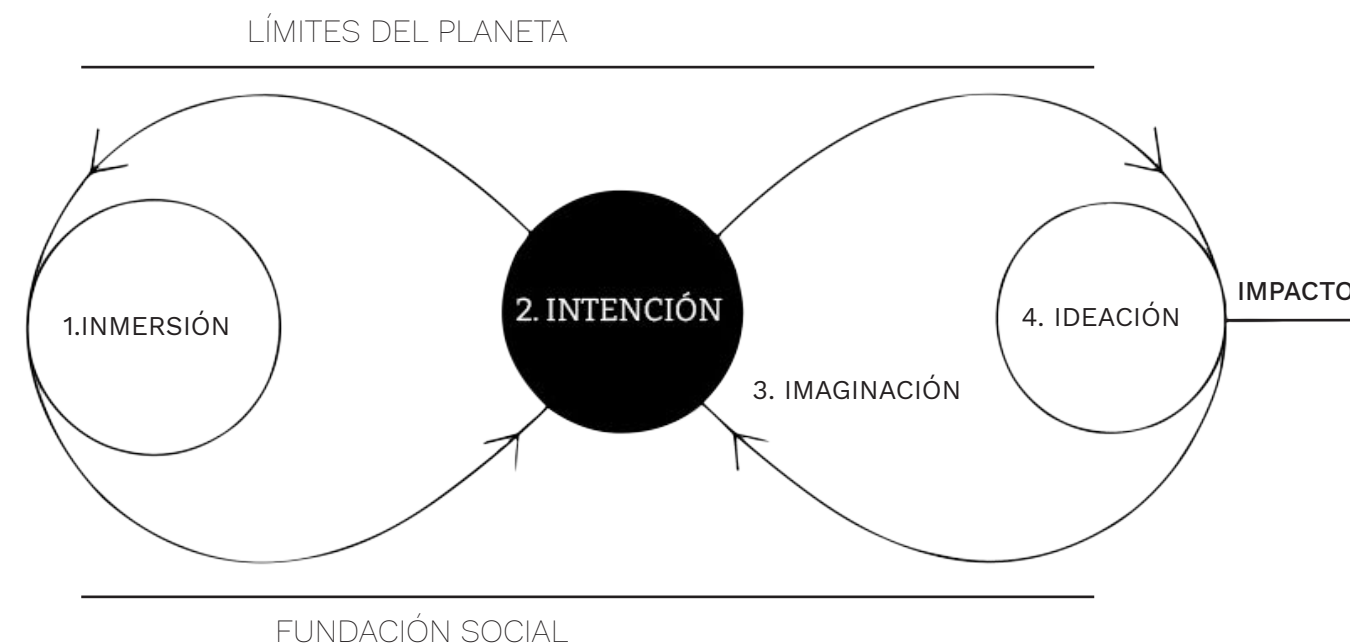 LÍMITES DEL PLANETA
1.INMERSIÓN
2. INTENCIÓN
3. IMAGINACIÓN
4. IDEACIÓN
IMPACTO
FUNDACIÓN SOCIAL